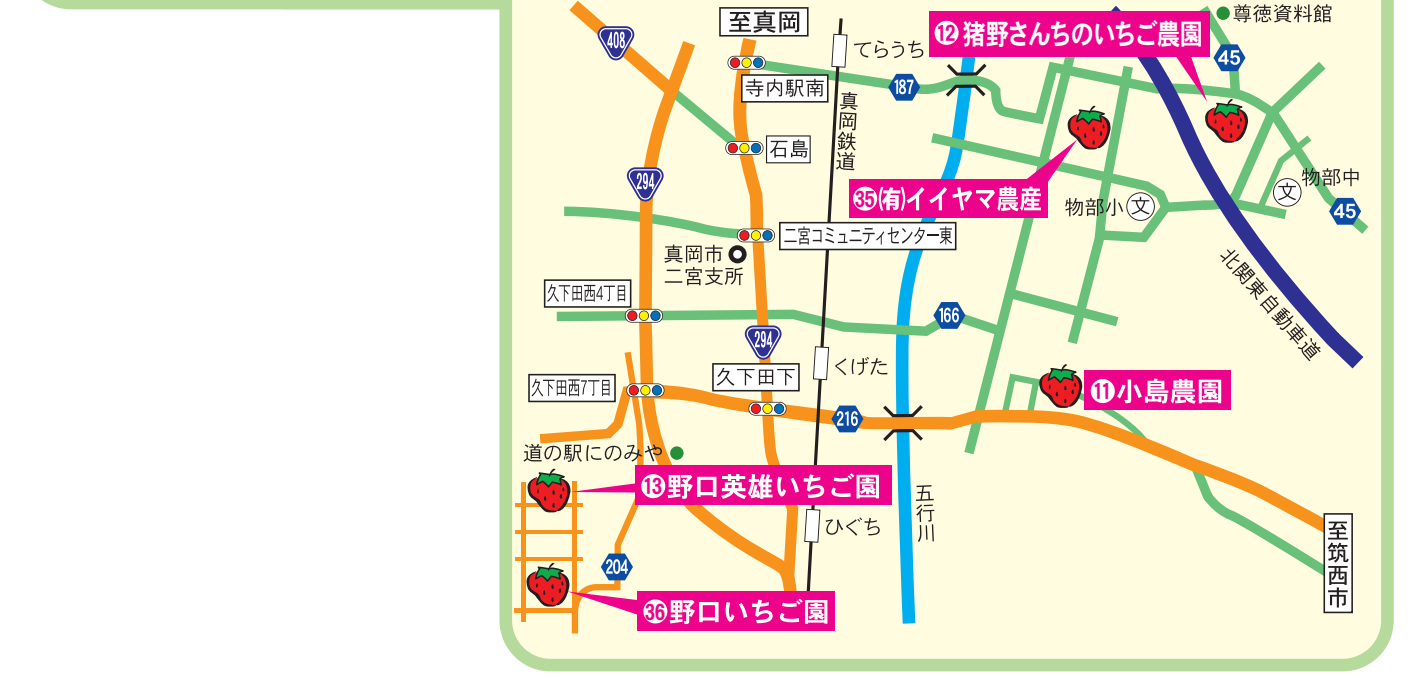 尊徳資料館
至真岡
⑫猪野さんちのいちご園
408
てらうち
45
187
寺内駅南
真岡鉄道
石島
294
物部中
㉟(有)イイヤマ農産
物部小
文
文
45
二宮コミュニティセンター東
真岡市
二宮支所
北関東自動車道
久下田西4丁目
166
294
くげた
久下田下
久下田西7丁目
⑪小島農園
216
道の駅にのみや
⑬野口英雄いちご園
五行川
ひぐち
至筑西市
204
㊱野口いちご園